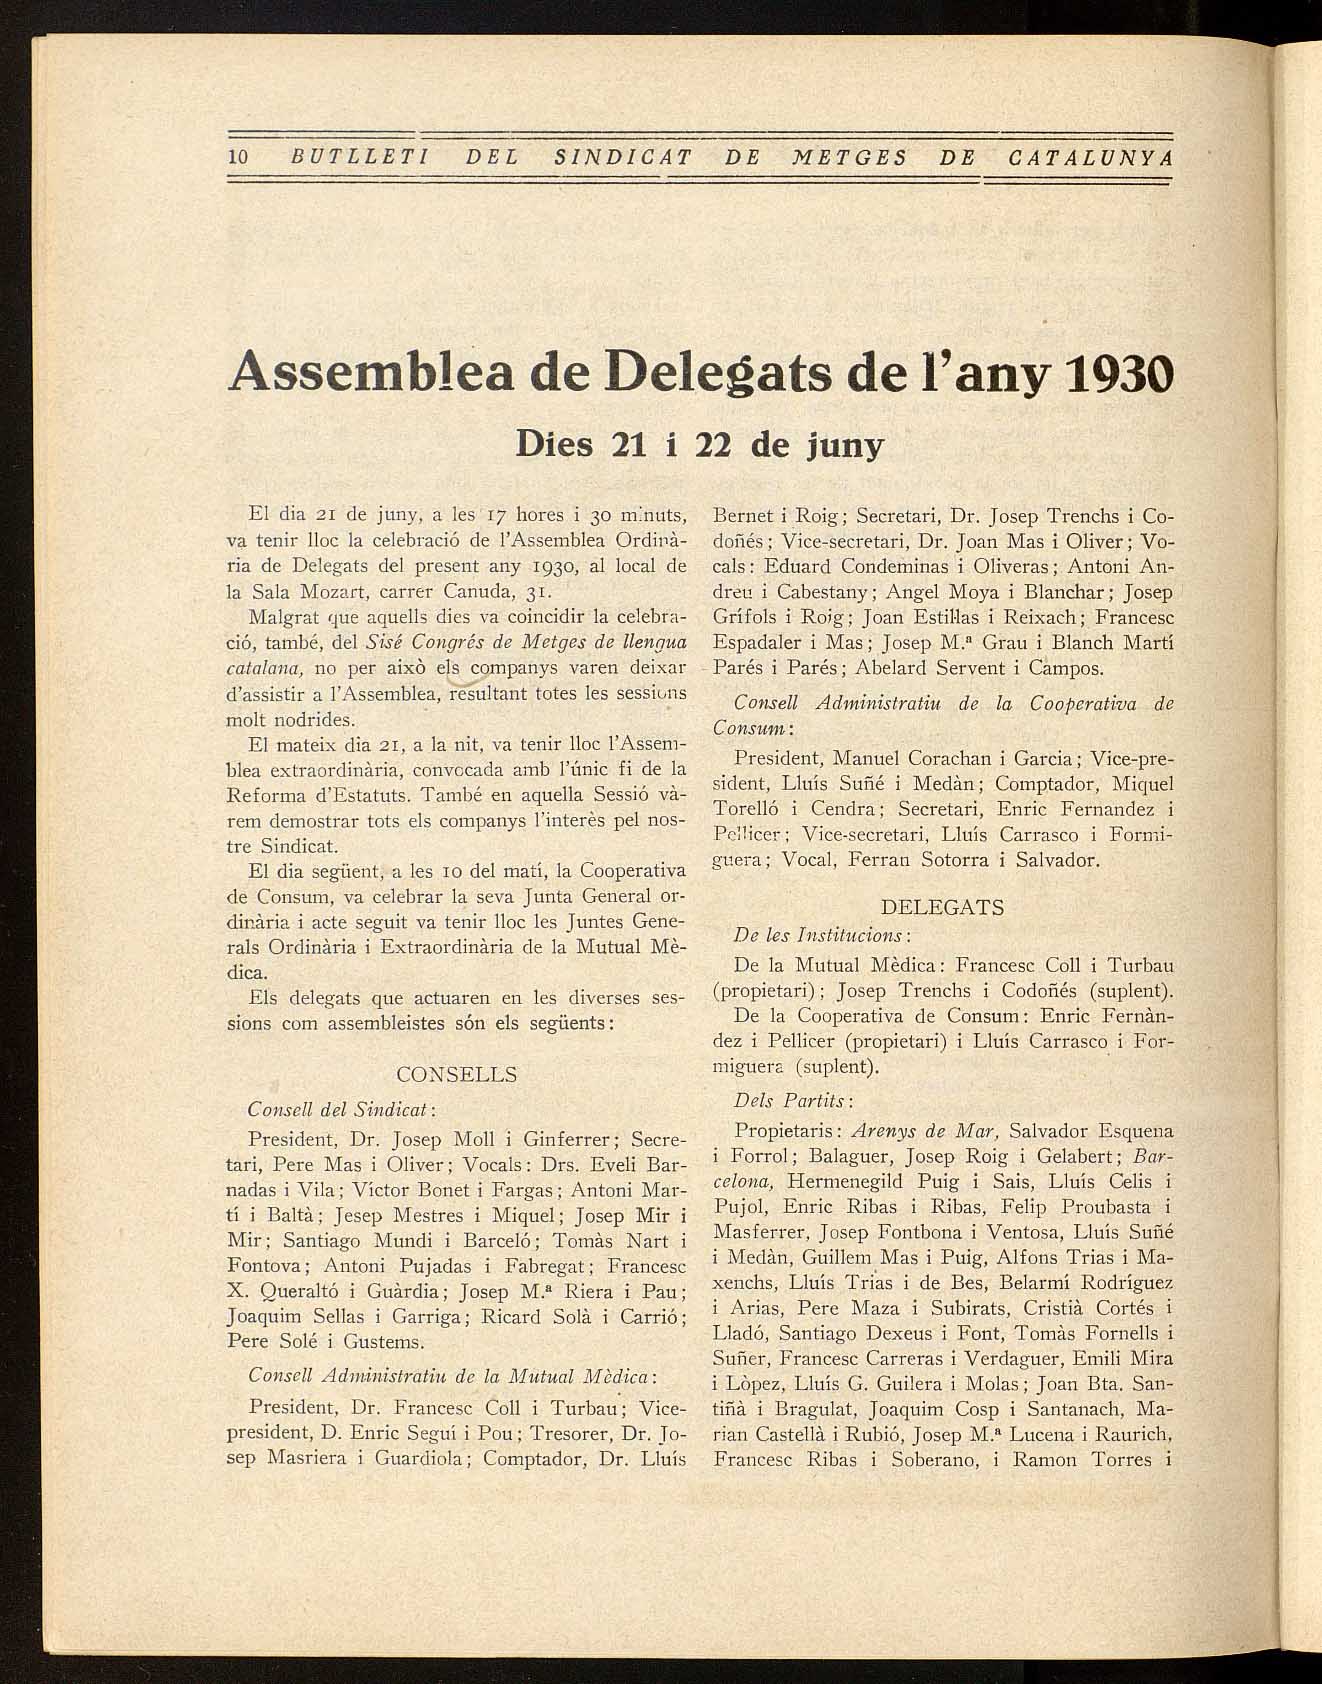 10 BUTLLETI DEL SINDICAT DE METGES DE CATALUNYA
Assemblea de Delegats de l'any 1930
Dies 21 i 22 de juny
El dia 21 de juny, a les 17 hores i 30 minuts,
va tenir lloc la celebració de l'Assemblea Ordinà-
ria de Delegats del present any 1930, al local de
la Sala Mozart, carrer Canuda, 31.
Malgrat que aquells dies va coincidir la celebra-
ció, també, del Sisé Congrés de Metges de llengua
catalana, no per això els companys varen deixar
d'assistir a l'Assemblea, resultant totes les sessions
molt nodrides.
El mateix dia 21, a la nit, va tenir lloc l'Assem-
blea extraordinària, convocada amb l'únic fi de la
Reforma d'Estatuts. També en aquella Sessió và-
rem demostrar tots els companys l'interès pel nos-
tre Sindicat.
El dia següent, a les 10 del matí, la Cooperativa
de Consum, va celebrar la seva Junta General or-
dinària i acte seguit va tenir lloc les Juntes Gene-
rals Ordinària i Extraordinària de la Mutual Mè-
dica.
Els delegats que actuaren en les diverses ses-
sions com assembleistes són els següents:
CONSELLS
Consell del Sindicat:
President, Dr. Josep Moll i Ginferrer; Secre-
tari, Pere Mas i Oliver; Vocals: Drs. Eveli Bar-
nadas i Vila; Víctor Bonet i Fargas; Antoni Mar-
tí i Baltà; Jesep Mestres i Miquel; Josep Mir i
Mir; Santiago Mundi i Barceló; Tomàs Nart i
Fontova; Antoni Pujadas i Fabregat; Francesc
X. Queraltó i Guàrdia; Josep M.ª Riera i Pau;
Joaquim Sellas i Garriga; Ricard Solà i Carrió;
Pere Solé i Gustems.
Consell Administratiu de la Mutual Mèdica:
President, Dr. Francesc Coll i Turbau; Vice-
president, D. Enric Seguí i Pou; Tresorer, Dr. Jo-
sep Masriera i Guardiola; Comptador, Dr. Lluís
Bernet i Roig; Secretari, Dr. Josep Trenchs i Co-
doñés; Vice-secretari, Dr. Joan Mas i Oliver; Vo-
cals: Eduard Condeminas i Oliveras; Antoni An-
dreu i Cabestany; Angel Moya i Blanchar; Josep
Grífols i Roig; Joan Estil·las i Reixach; Francesc
Espadaler i Mas; Josep M.ª Grau i Blanch Martí
Parés i Parés; Abelard Servent i Campos.
Consell Administratiu de la Cooperativa de
Consum:
President, Manuel Corachan i Garcia; Vice-pre-
sident, Lluís Suñé i Medàn; Comptador, Miquel
Torelló i Cendra; Secretari, Enric Fernandez i
Pellicer; Vice-secretari, Lluís Carrasco i Formi-
guera; Vocal, Ferran Sotorra i Salvador.
DELEGATS
De les Institucions:
De la Mutual Mèdica: Francesc Coll i Turbau
(propietari); Josep Trenchs i Codoñés (suplent).
De la Cooperativa de Consum: Enric Fernàn-
dez i Pellicer (propietari) i Lluís Carrasco i For-
miguera (suplent).
Dels Partits:
Propietaris: Arenys de Mar, Salvador Esquena
i Forrol; Balaguer, Josep Roig i Gelabert; Bar-
celona, Hermenegild Puig i Sais, Lluís Celis i
Pujol, Enric Ribas i Ribas, Felip Proubasta i
Masferrer, Josep Fontbona i Ventosa, Lluís Suñé
i Medàn, Guillem Mas i Puig, Alfons Trias i Ma-
xenchs, Lluís Trias i de Bes, Belarmí Rodríguez
i Arias, Pere Maza i Subirats, Cristià Cortés i
Lladó, Santiago Dexeus i Font, Tomàs Fornells i
Suñer, Francesc Carreras i Verdaguer, Emili Mira
i Lòpez, Lluís G. Guilera i Molas; Joan Bta. San-
tiñà i Bragulat, Joaquim Cosp i Santanach, Ma-
rian Castellà i Rubió, Josep M.ª Lucena i Raurich,
Francesc Ribas i Soberano, i Ramon Torres i